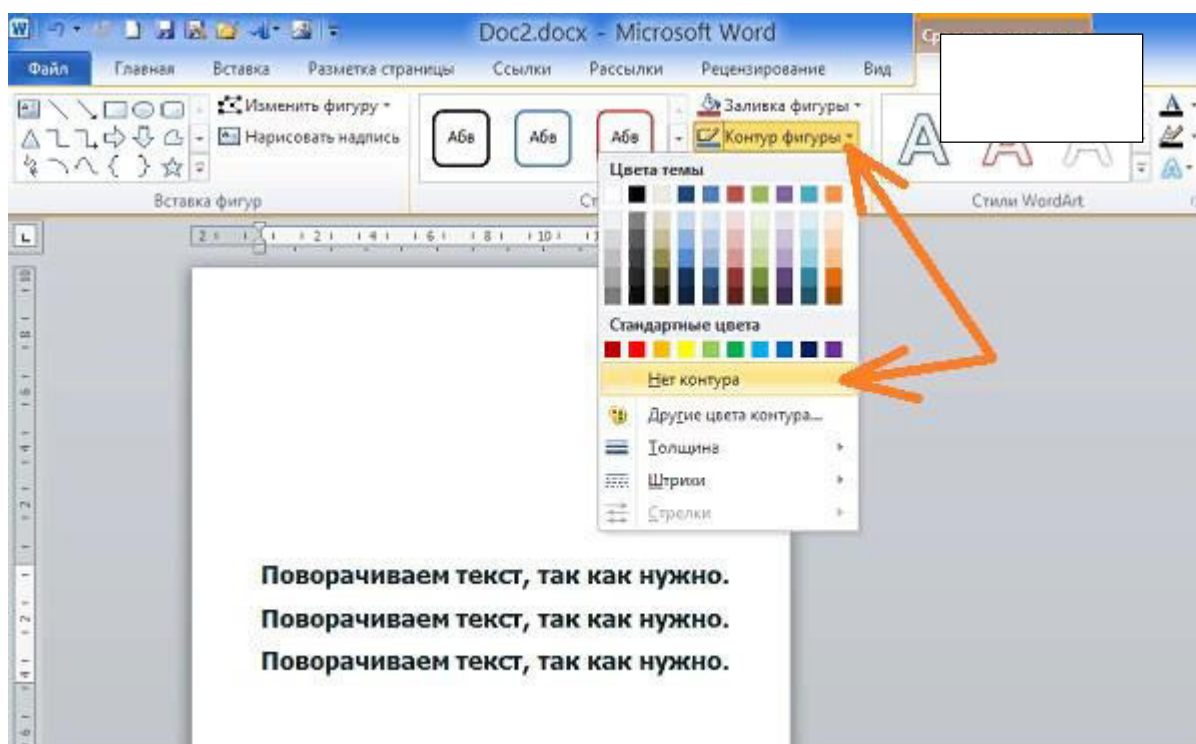 Doc2.docx - Microsoft Word
Файл Главная Вставка Разметка страницы Ссылки Рассылки Рецензирование Вид
Изменить фигуру
Нарисовать надпись
Абв Абв Абв
Заливка фигуры
Контур фигуры
Вставка фигур
Стили WordArt
Цвета темы
Стандартные цвета
Нет контура
Другие цвета контура...
Толщина
Штрихи
Стрелки
Поворачиваем текст, так как нужно.
Поворачиваем текст, так как нужно.
Поворачиваем текст, так как нужно.